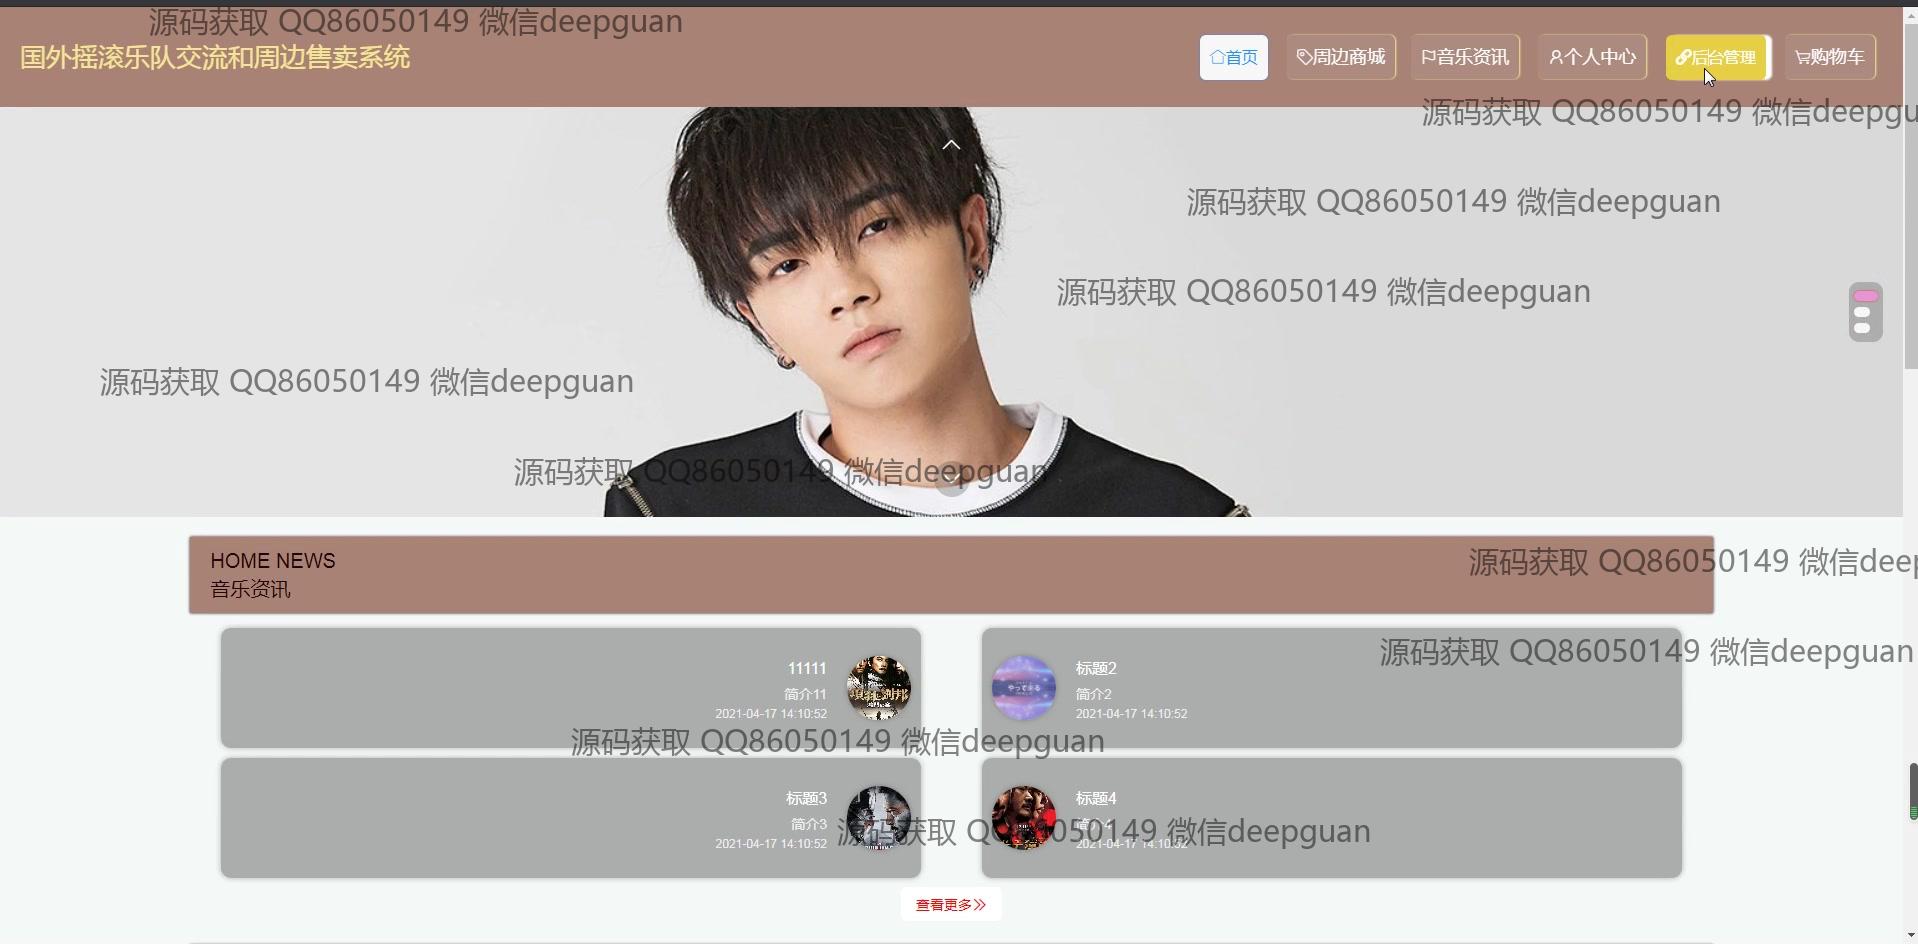 源码获取 QQ86050149 微信deepguan
国外摇滚乐队交流和周边售卖系统
首页
周边商城
音乐资讯
个人中心
后台管理
购物车
源码获取 QQ86050149 微信deepgu
源码获取 QQ86050149 微信deepguan
源码获取 QQ86050149 微信deepguan
源码获取 QQ86050149 微信deepguan
源码获取 QQ86050149 微信deepguan
HOME NEWS
音乐资讯
源码获取 QQ86050149 微信deep
源码获取 QQ86050149 微信deepguan
11111
简介11
2021-04-17 14:10:52
标题2
简介2
2021-04-17 14:10:52
源码获取 QQ86050149 微信deepguan
标题3
简介3
2021-04-17 14:10:52
标题4
简介4
2021-04-17 14:10:52
源码获取 QQ86050149 微信deepguan
查看更多